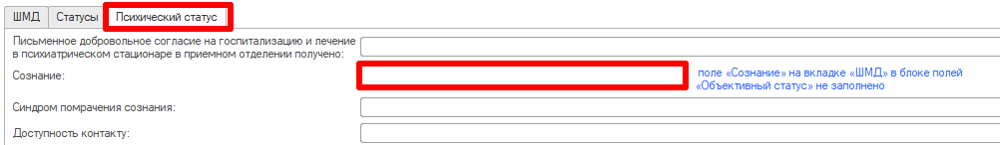 ШМД Статусы Психический статус
Письменное добровольное согласие на госпитализацию и лечение
в психиатрическом стационаре в приемном отделении получено:
Сознание:
поле «Сознание» на вкладке «ШМД» в блоке полей
«Объективный статус» не заполнено
Синдром помрачения сознания:
Доступность контакту: